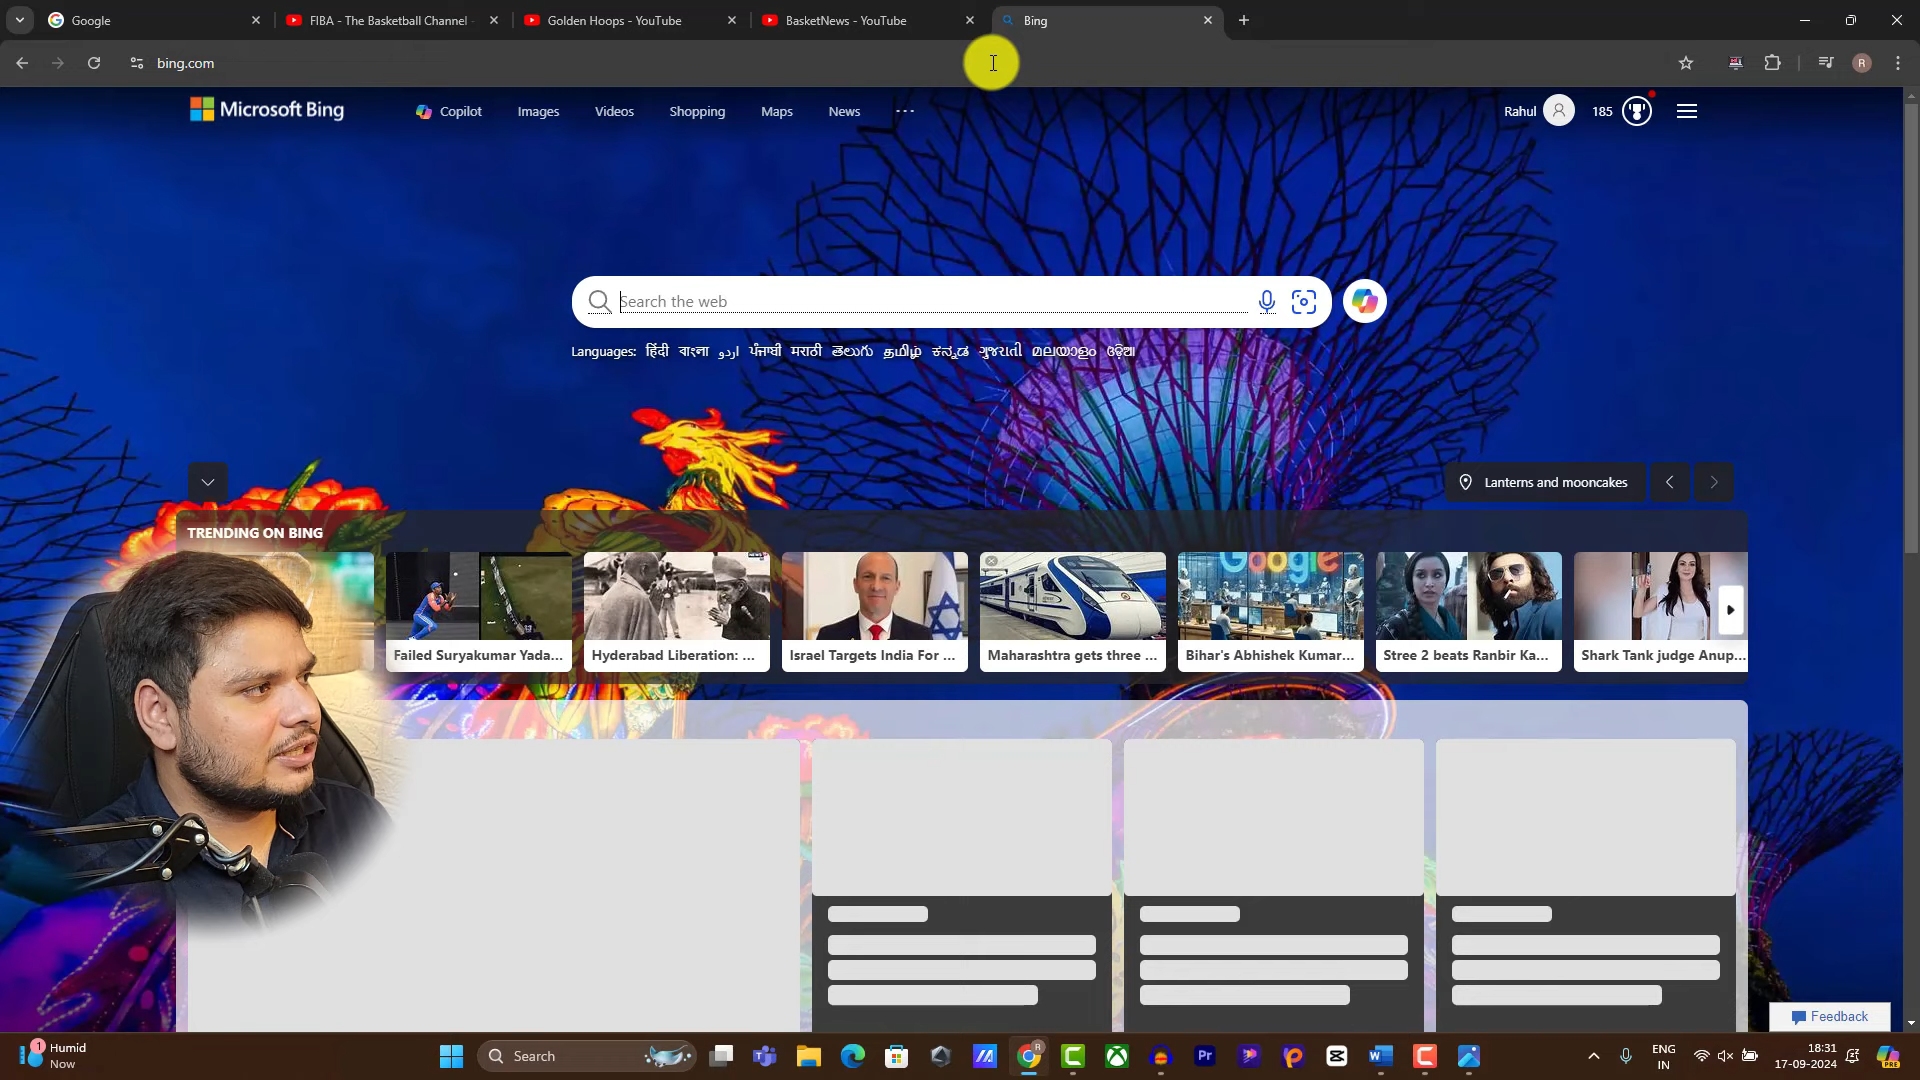 Google
FIBA - The Basketball Channel -
Golden Hoops - YouTube
BasketNews - YouTube
Bing
bing.com
R
Microsoft Bing
Copilot
Images
Videos
Shopping
Maps
News
Rahul
185
Search the web
Languages: हिंदी বাংলা اردو ਪੰਜਾਬੀ मराठी తెలుగు தமிழ் ಕನ್ನಡ ગુજરાતી മലയാളം ଓଡ଼ିଆ
Lanterns and mooncakes
TRENDING ON BING
Google
Failed Suryakumar Yada...
Hyderabad Liberation: ...
Israel Targets India For ...
Maharashtra gets three ...
Bihar's Abhishek Kumar...
Stree 2 beats Ranbir Ka...
Shark Tank judge Anup...
Feedback
1
Humid
Now
Search
R
Pr
ENG
IN
18:31
17-09-2024
PRE